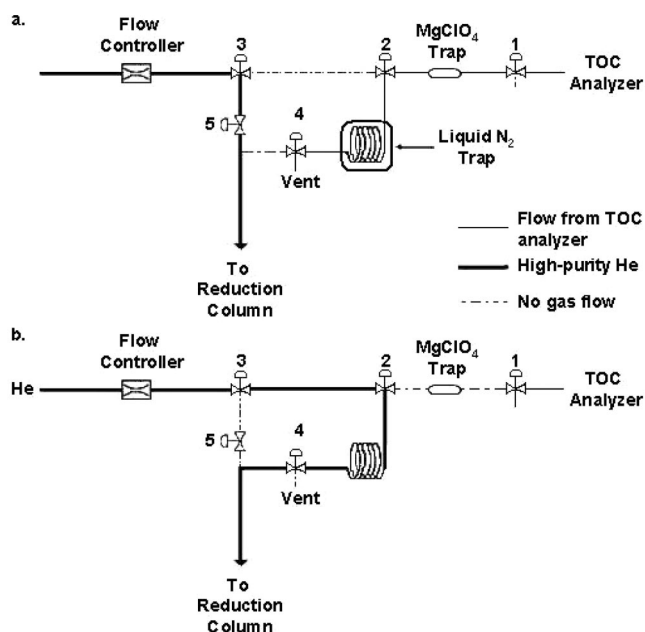 a.
Flow
Controller
3
2
MgClO4
Trap
1
TOC
Analyzer
5
4
Vent
Liquid N2
Trap
To
Reduction
Column
Flow from TOC
analyzer
High-purity He
No gas flow
b.
Flow
Controller
3
2
MgClO4
Trap
1
He
TOC
Analyzer
5
4
Vent
To
Reduction
Column